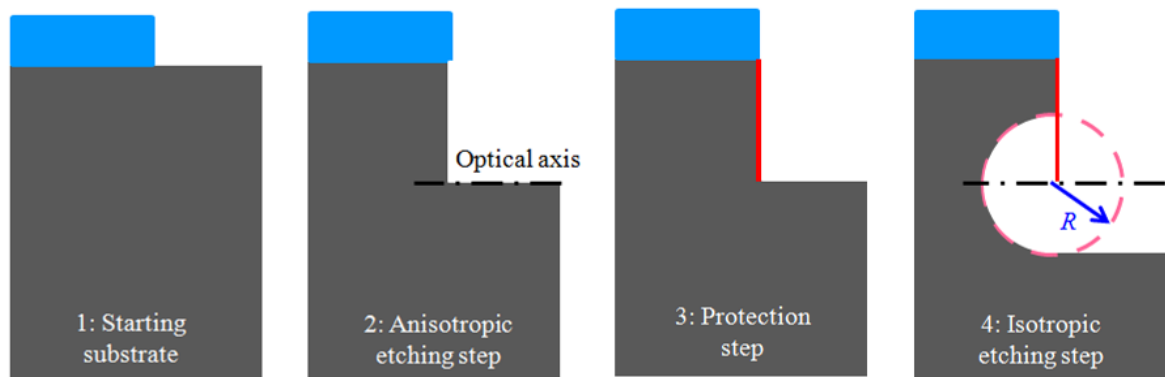 1: Starting
substrate
Optical axis
2: Anisotropic
etching step
3: Protection
step
R
4: Isotropic
etching step